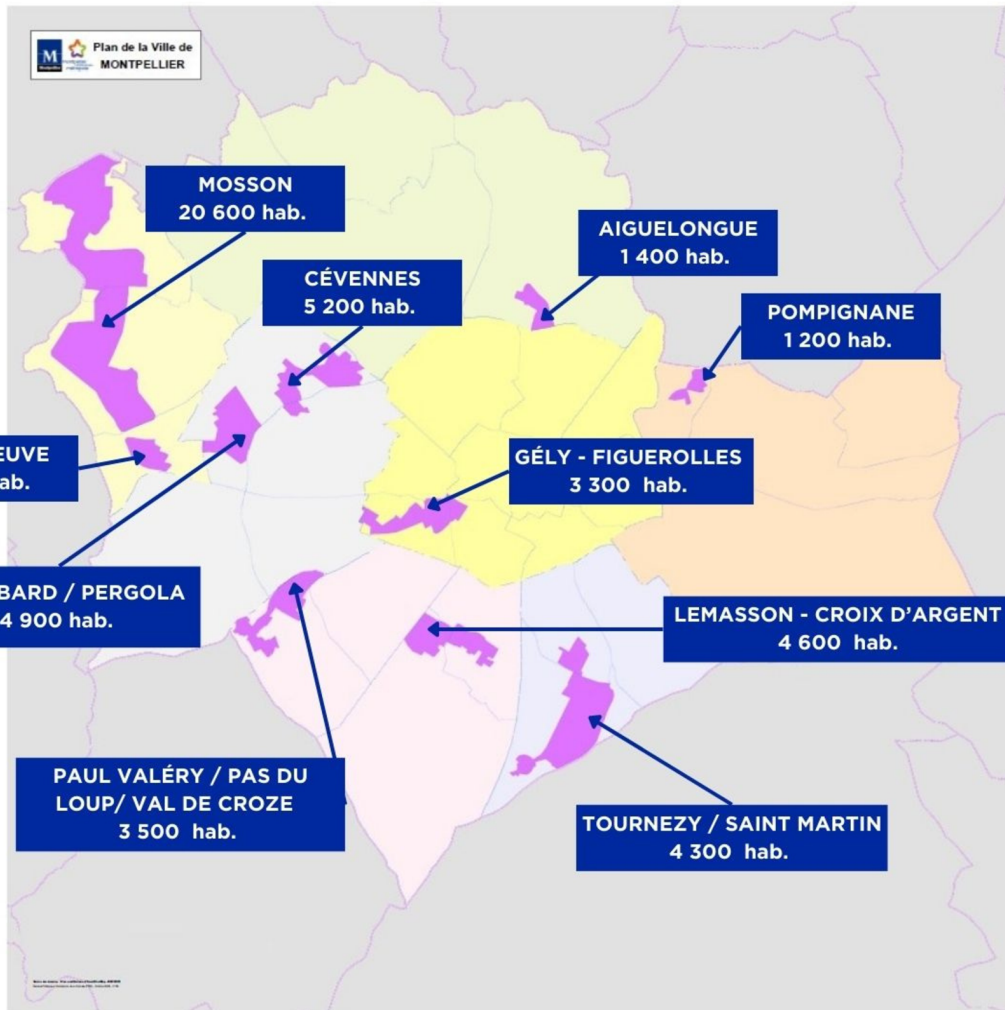 Plan de la Ville de
MONTPELLIER
M
Montpellier
MOSSON
20 600 hab.
AIGUELONGUE
1 400 hab.
CÉVENNES
5 200 hab.
POMPIGNANE
1 200 hab.
EUVE
ab.
GÉLY - FIGUEROLLES
3 300 hab.
BARD / PERGOLA
4 900 hab.
LEMASSON - CROIX D'ARGENT
4 600 hab.
PAUL VALÉRY / PAS DU
LOUP/ VAL DE CROZE
3 500 hab.
TOURNEZY / SAINT MARTIN
4 300 hab.